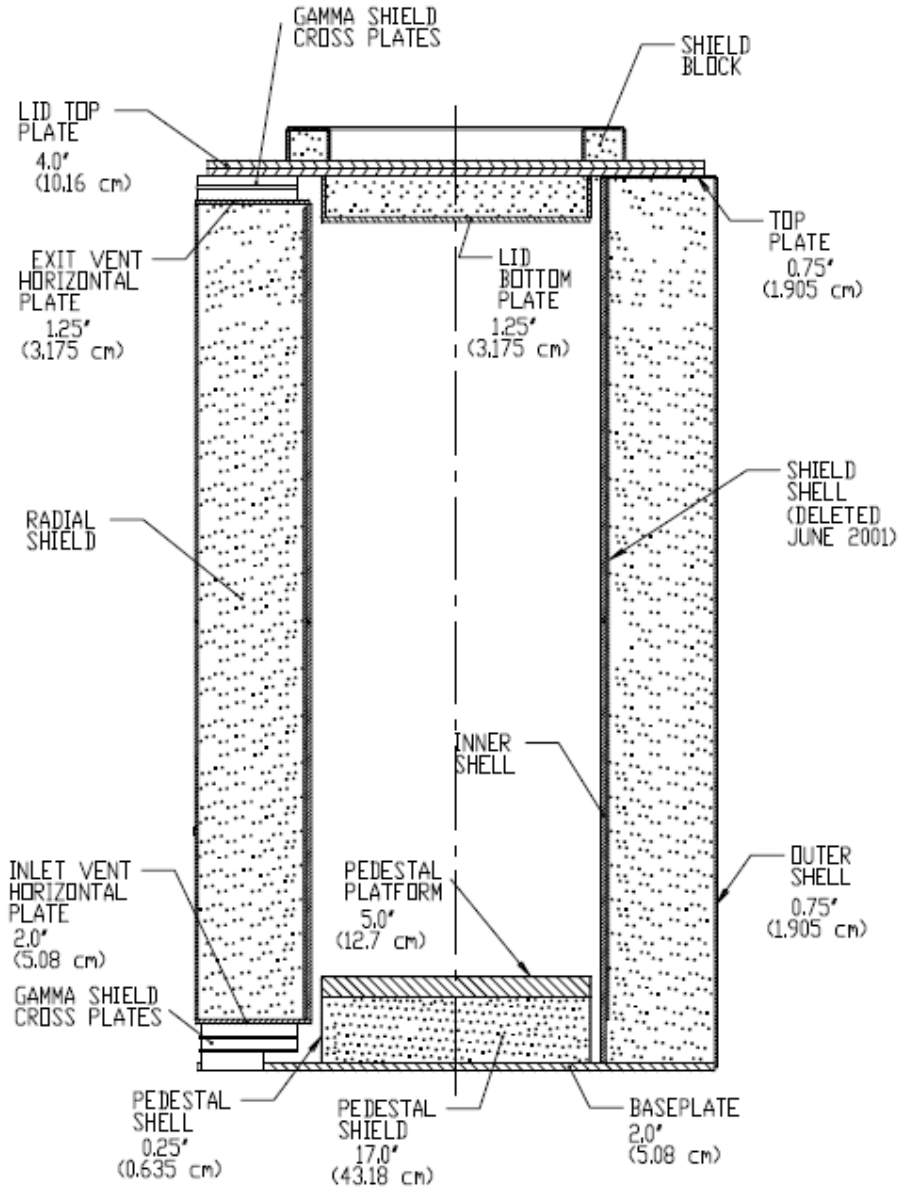 GAMMA SHIELD
CROSS PLATES
SHIELD
BLOCK
LID TOP
PLATE
4.0"
(10.16 cm)
TOP
PLATE
0.75"
(1.905 cm)
EXIT VENT
HORIZONTAL
PLATE
1.25"
(3.175 cm)
LID
BOTTOM
PLATE
1.25"
(3.175 cm)
SHIELD
SHELL
(DELETED
JUNE 2001)
RADIAL
SHIELD
INNER
SHELL
OUTER
SHELL
0.75"
(1.905 cm)
INLET VENT
HORIZONTAL
PLATE
2.0"
(5.08 cm)
PEDESTAL
PLATFORM
5.0"
(12.7 cm)
GAMMA SHIELD
CROSS PLATES
PEDESTAL
SHELL
0.25"
(0.635 cm)
PEDESTAL
SHIELD
17.0"
(43.18 cm)
BASEPLATE
2.0"
(5.08 cm)